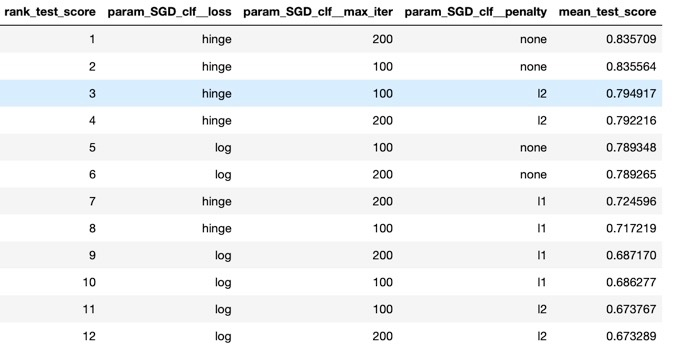 rank_test_score param_SGD_clf__loss param_SGD_clf__max_iter param_SGD_clf__penalty mean_test_score
1 hinge 200 none 0.835709
2 hinge 100 none 0.835564
3 hinge 100 l2 0.794917
4 hinge 200 l2 0.792216
5 log 100 none 0.789348
6 log 200 none 0.789265
7 hinge 200 l1 0.724596
8 hinge 100 l1 0.717219
9 log 200 l1 0.687170
10 log 100 l1 0.686277
11 log 100 l2 0.673767
12 log 200 l2 0.673289